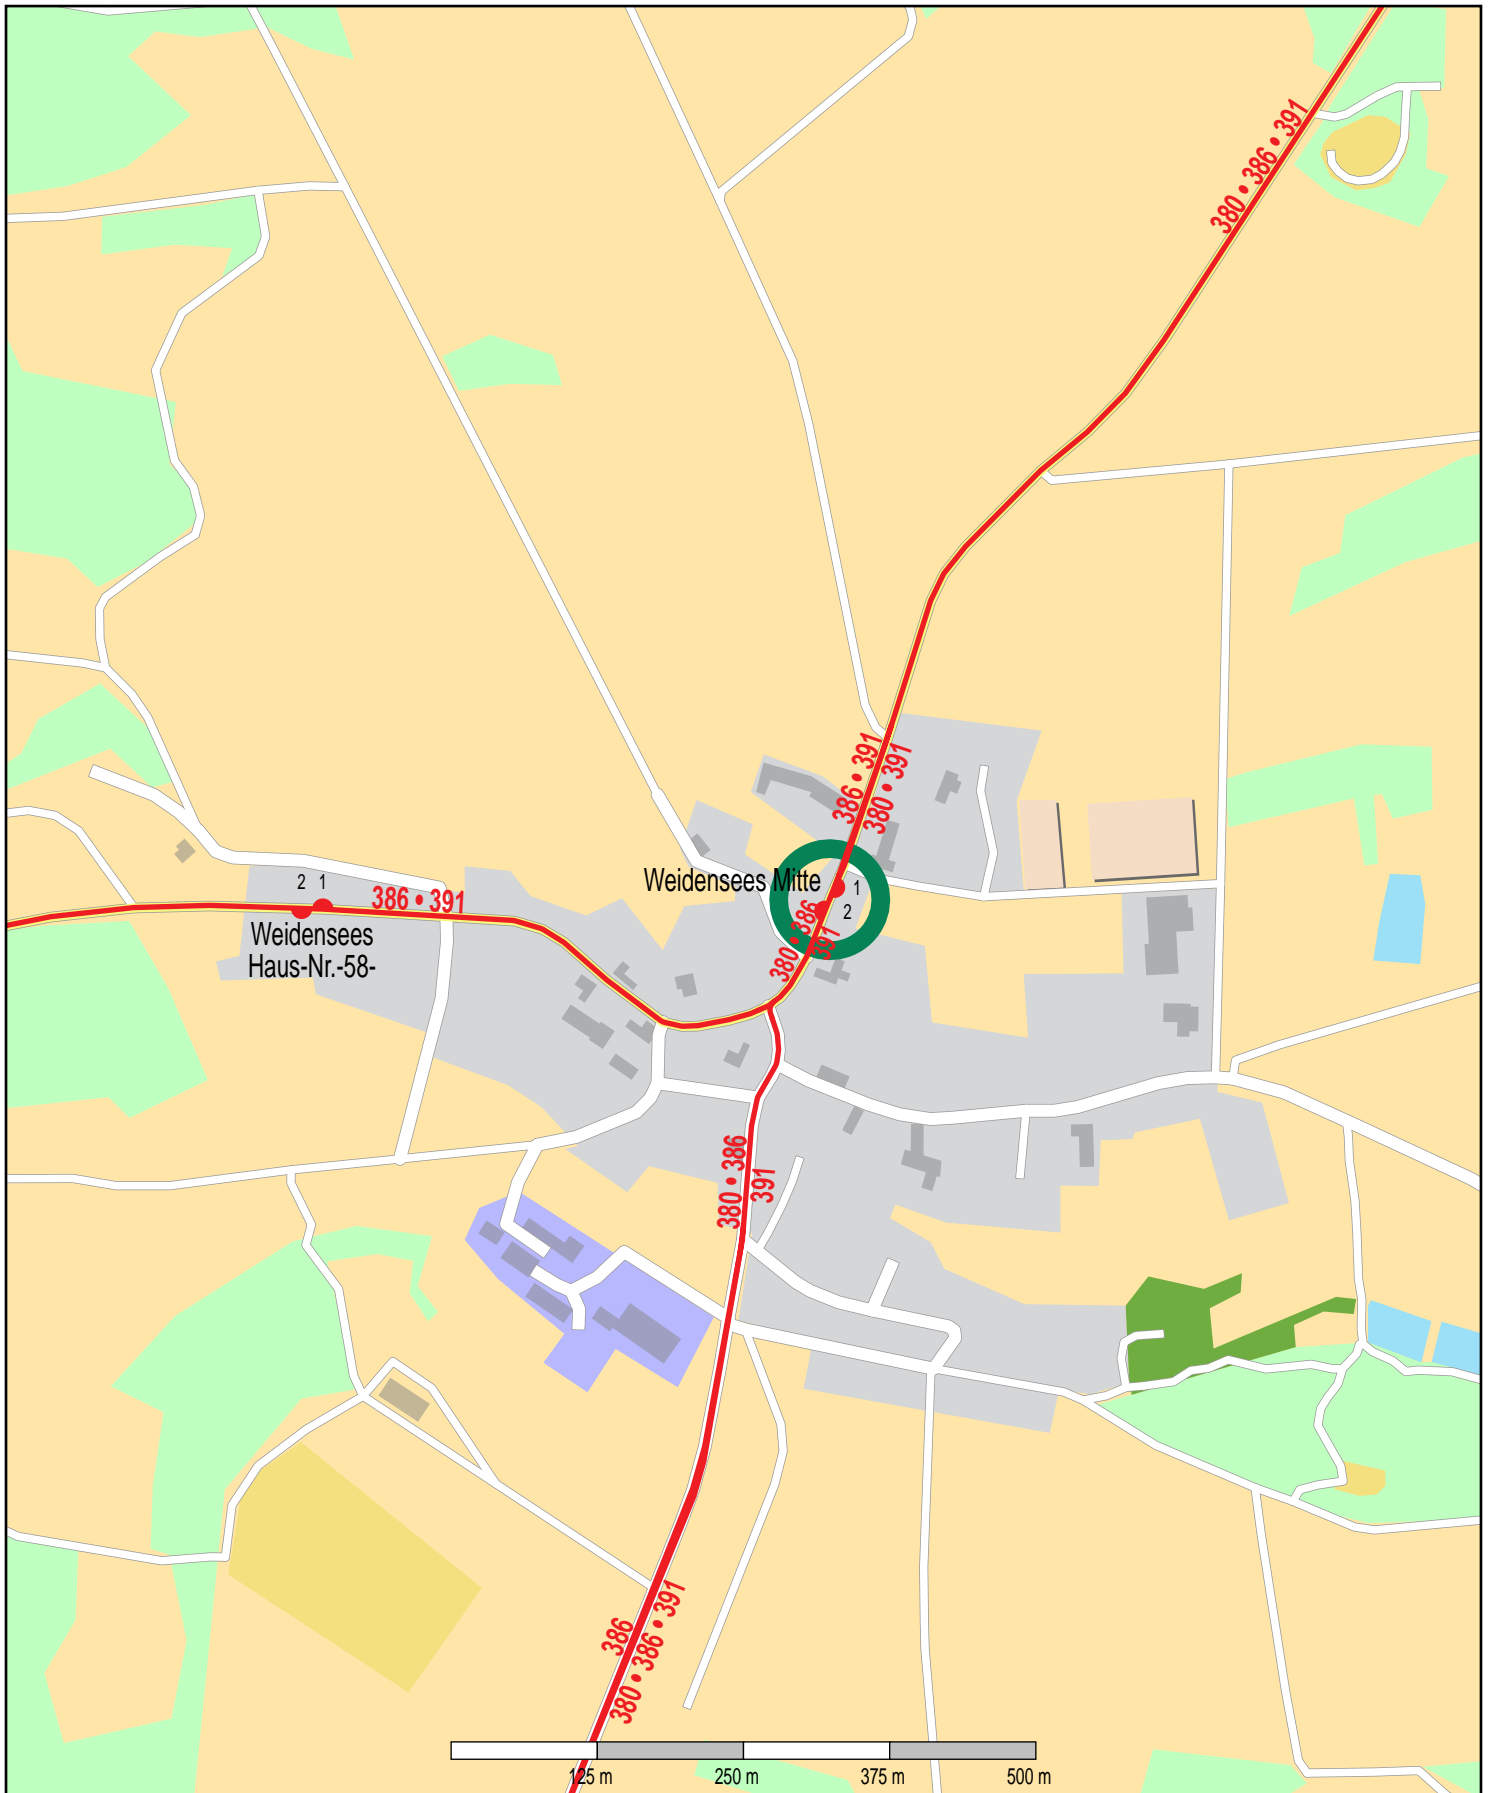 380 • 386 • 391
386 • 391
380 • 391
Weidensees Mitte
1
2
2 1
386 • 391
Weidensees
Haus-Nr.-58-
380 • 386
391
380 • 386
391
386
380 • 386 • 391
125 m 250 m 375 m 500 m